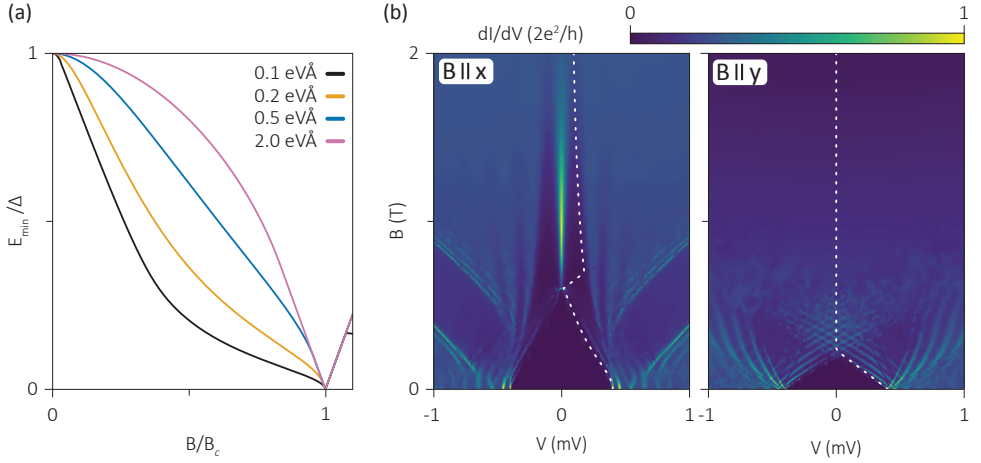 (a)
1
0
E_min/Δ
0.1 eVÅ
0.2 eVÅ
0.5 eVÅ
2.0 eVÅ
0
1
B/B_c
(b)
dI/dV (2e²/h)
0
1
B || x
B || y
2
1
0
B (T)
-1
0
1
V (mV)
-1
0
1
V (mV)